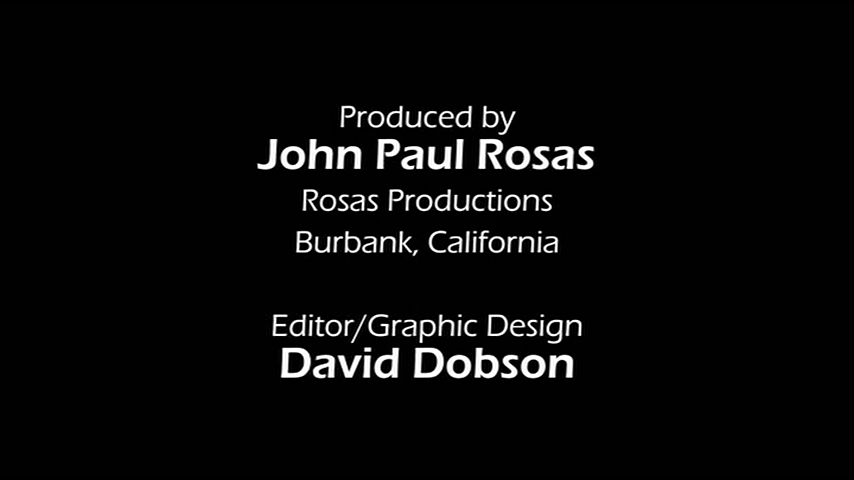 Produced by
John Paul Rosas
Rosas Productions
Burbank, California
Editor/Graphic Design
David Dobson